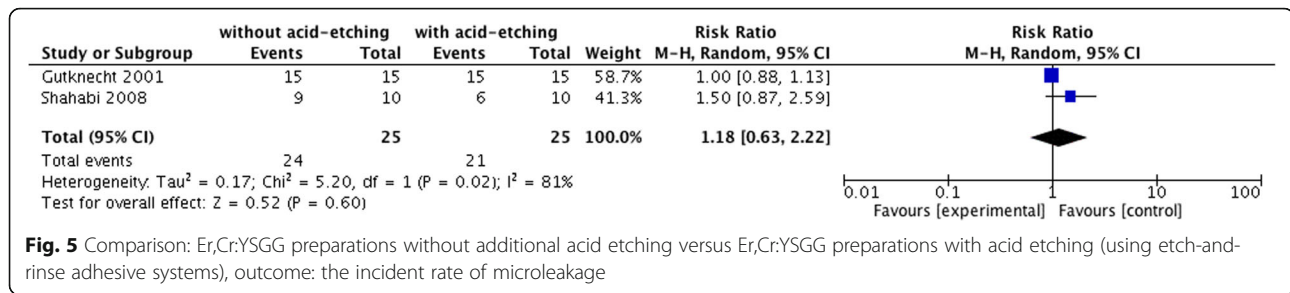 without acid-etching with acid-etching Risk Ratio Risk Ratio
Study or Subgroup Events Total Events Total Weight M-H, Random, 95% CI M-H, Random, 95% CI
Gutknecht 2001 15 15 15 15 58.7% 1.00 [0.88, 1.13]
Shahabi 2008 9 10 6 10 41.3% 1.50 [0.87, 2.59]
Total (95% CI) 25 25 100.0% 1.18 [0.63, 2.22]
Total events 24 21
Heterogeneity: Tau² = 0.17; Chi² = 5.20, df = 1 (P = 0.02); I² = 81%
Test for overall effect: Z = 0.52 (P = 0.60)
0.01 0.1 1 10 100
Favours [experimental] Favours [control]
Fig. 5 Comparison: Er,Cr:YSGG preparations without additional acid etching versus Er,Cr:YSGG preparations with acid etching (using etch-and-
rinse adhesive systems), outcome: the incident rate of microleakage